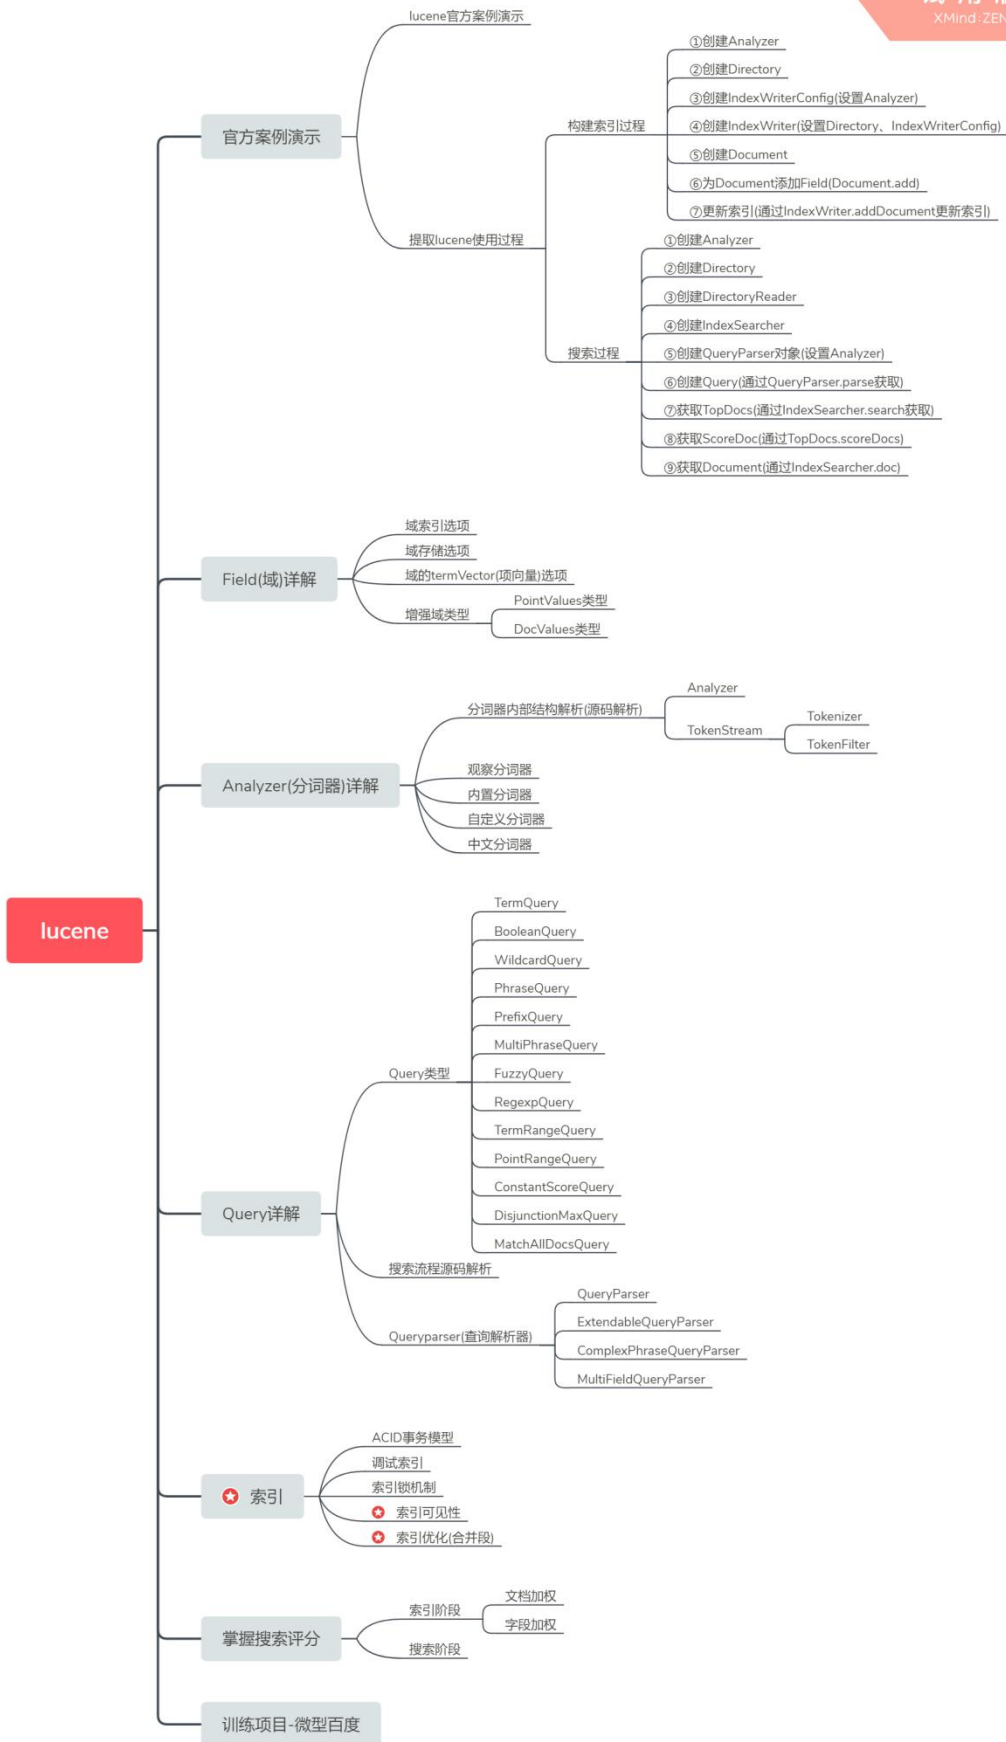 XMind:ZEN
lucene
官方案例演示
lucene官方案例演示
提取lucene使用过程
构建索引过程
①创建Analyzer
②创建Directory
③创建IndexWriterConfig(设置Analyzer)
④创建IndexWriter(设置Directory、IndexWriterConfig)
⑤创建Document
⑥为Document添加Field(Document.add)
⑦更新索引(通过IndexWriter.addDocument更新索引)
搜索过程
①创建Analyzer
②创建Directory
③创建DirectoryReader
④创建IndexSearcher
⑤创建QueryParser对象(设置Analyzer)
⑥创建Query(通过QueryParser.parse获取)
⑦获取TopDocs(通过IndexSearcher.search获取)
⑧获取ScoreDoc(通过TopDocs.scoreDocs)
⑨获取Document(通过IndexSearcher.doc)
Field(域)详解
域索引选项
域存储选项
域的termVector(项向量)选项
增强域类型
PointValues类型
DocValues类型
Analyzer(分词器)详解
分词器内部结构解析(源码解析)
Analyzer
TokenStream
Tokenizer
TokenFilter
观察分词器
内置分词器
自定义分词器
中文分词器
Query详解
Query类型
TermQuery
BooleanQuery
WildcardQuery
PhraseQuery
PrefixQuery
MultiPhraseQuery
FuzzyQuery
RegexpQuery
TermRangeQuery
PointRangeQuery
ConstantScoreQuery
DisjunctionMaxQuery
MatchAllDocsQuery
搜索流程源码解析
Queryparser(查询解析器)
QueryParser
ExtendableQueryParser
ComplexPhraseQueryParser
MultiFieldQueryParser
索引
ACID事务模型
调试索引
索引锁机制
索引可见性
索引优化(合并段)
掌握搜索评分
索引阶段
文档加权
字段加权
搜索阶段
训练项目-微型百度